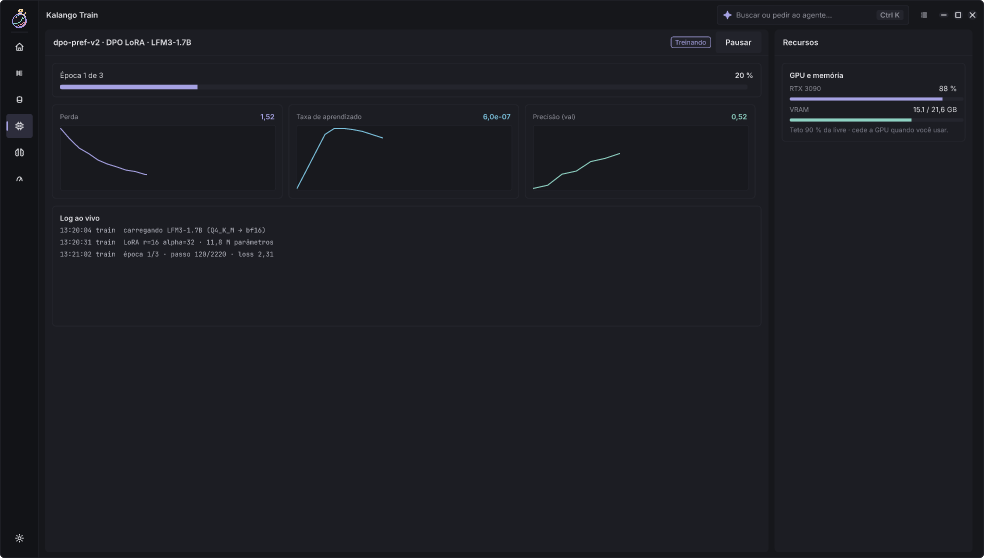 Kalango Train
Buscar ou pedir ao agente...
Ctrl K
dpo-pref-v2 · DPO LoRA · LFM3-1.7B
Treinando
Pausar
Recursos
Época 1 de 3
20 %
GPU e memória
RTX 3090
88 %
VRAM
15.1 / 21,6 GB
Teto 90 % da livre · cede a GPU quando você usar.
Perda
1,52
Taxa de aprendizado
6,0e-07
Precisão (val)
0,52
Log ao vivo
13:20:04 train carregando LFM3-1.7B (Q4_K_M → bf16)
13:20:31 train LoRA r=16 alpha=32 · 11,8 M parâmetros
13:21:02 train época 1/3 · passo 120/2220 · loss 2,31